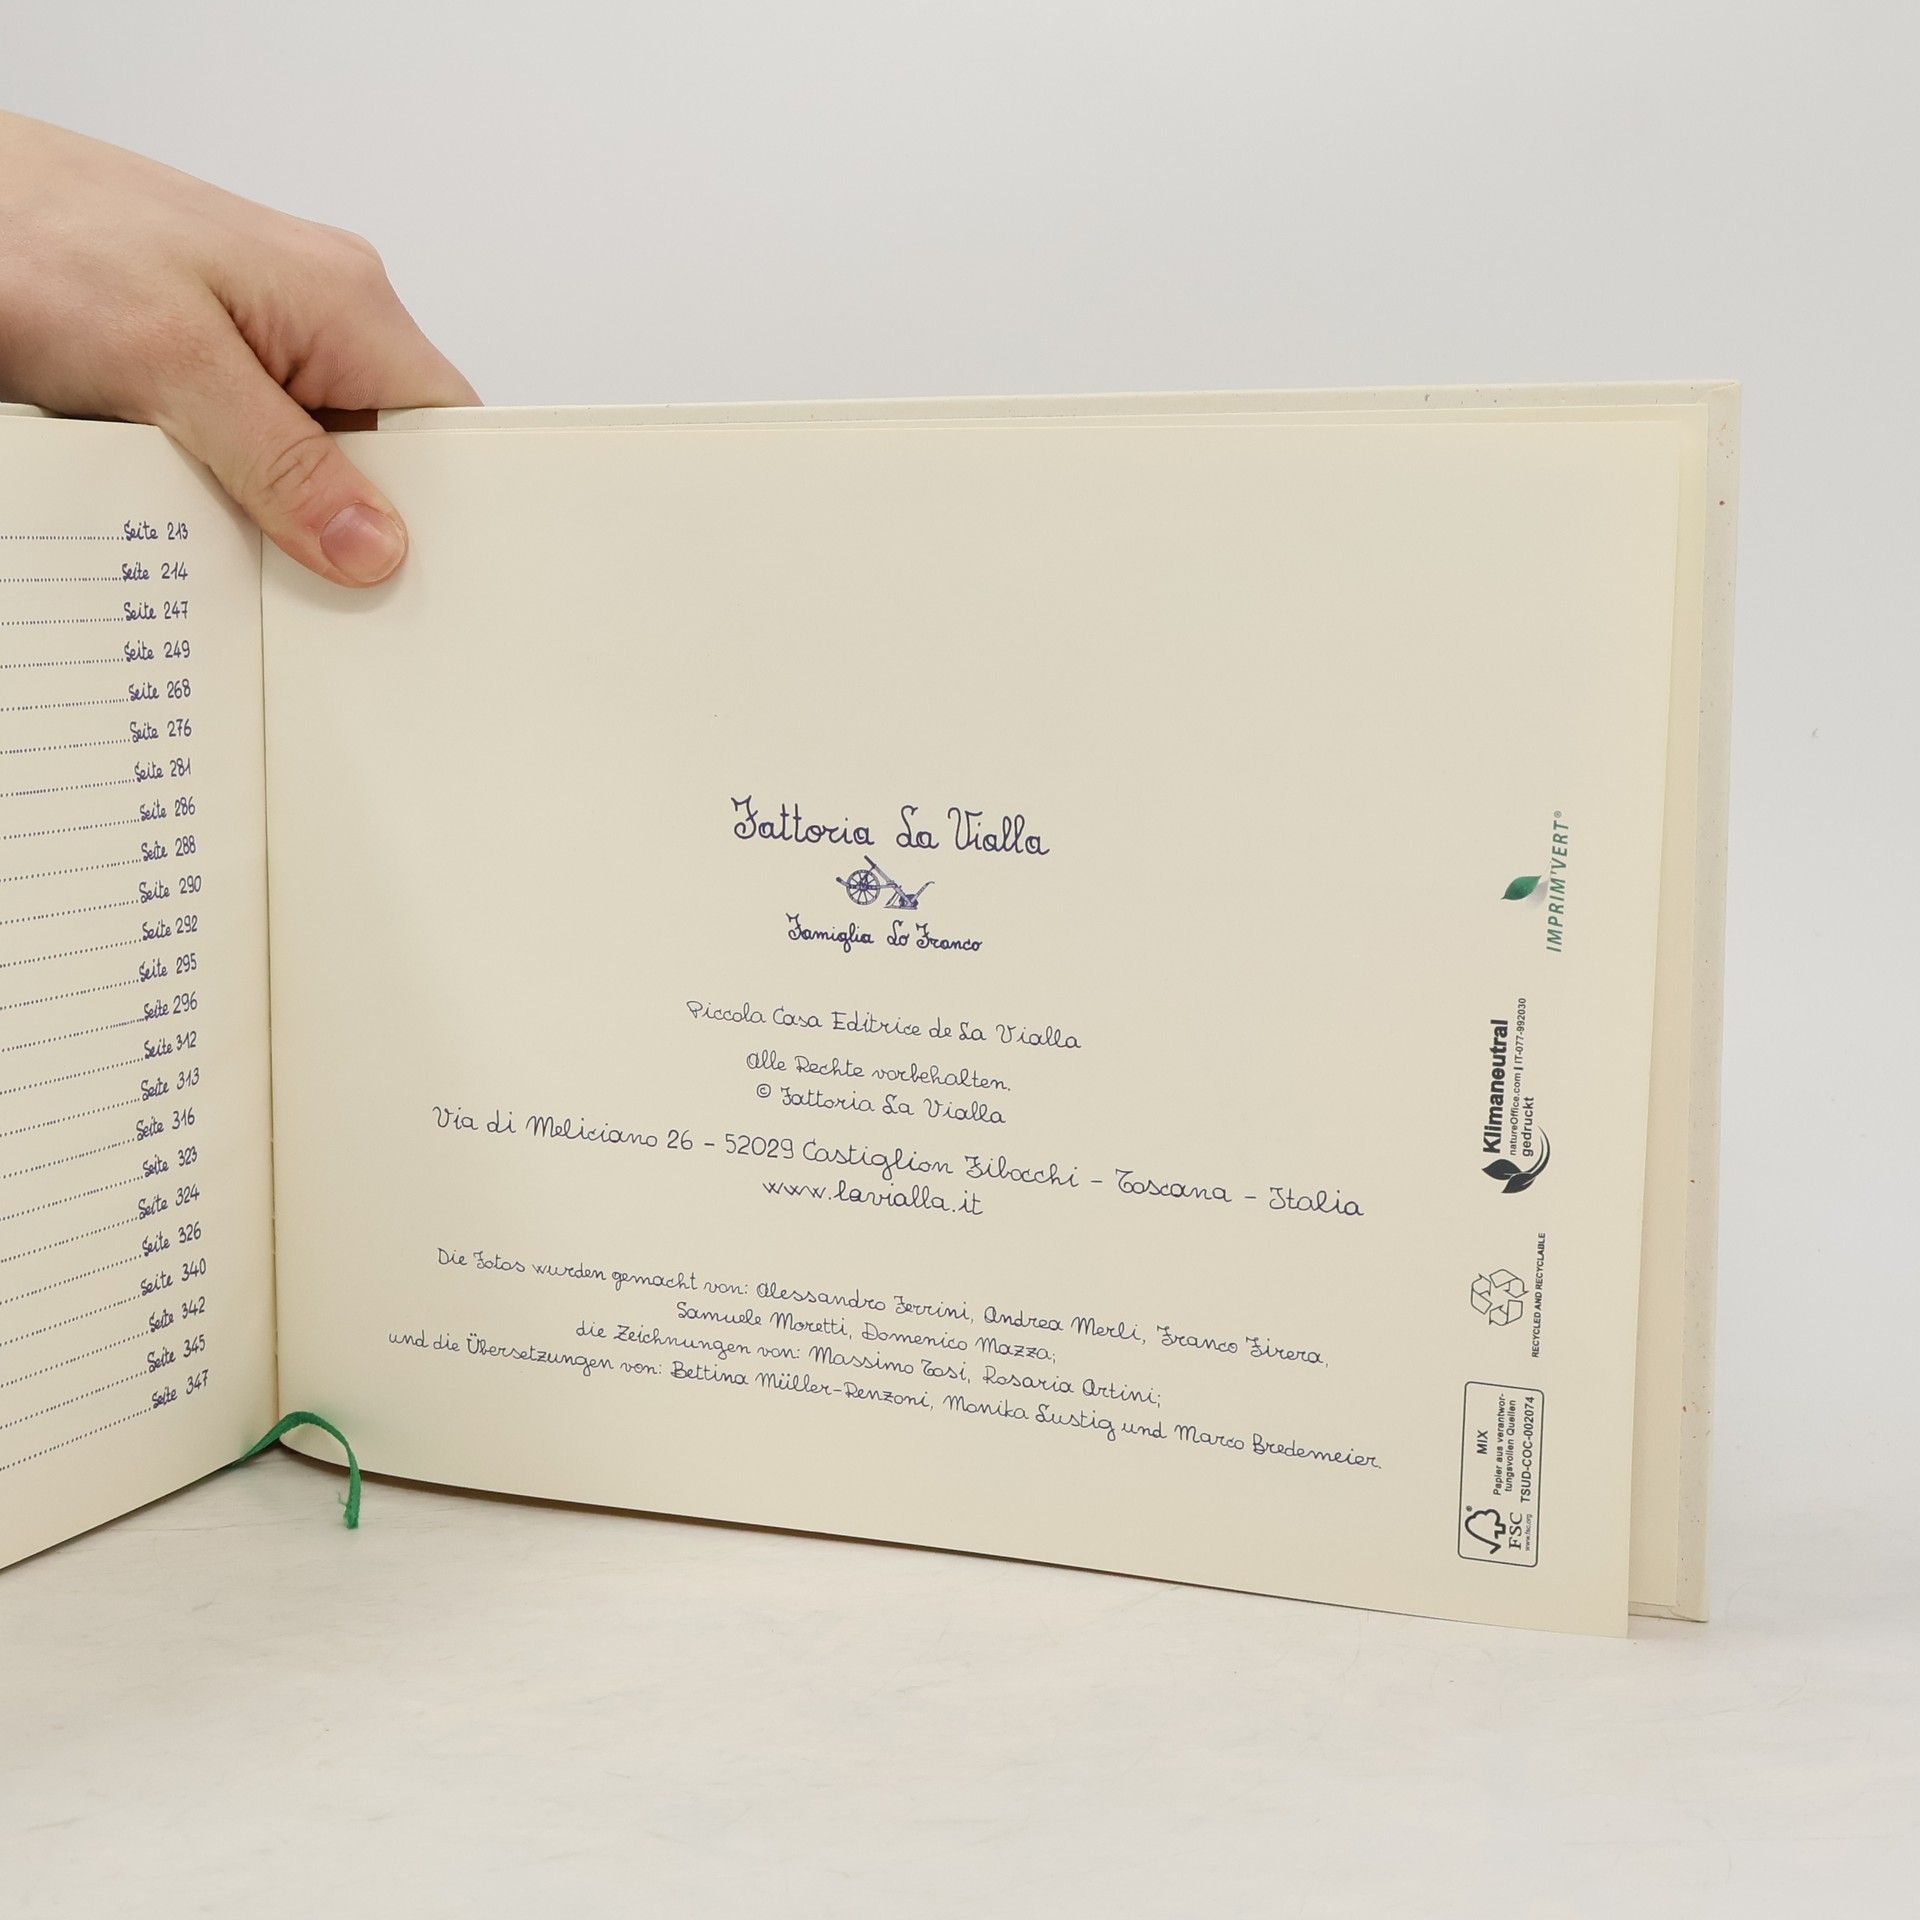 Seite 213
Seite 214
Seite 247
Seite 249
Seite 268
Seite 276
Seite 281
Seite 286
Seite 288
Seite 290
Seite 292
Seite 295
Seite 296
Seite 312
Seite 313
Seite 316
Seite 323
Seite 324
Seite 326
Seite 340
Seite 342
Seite 345
Seite 347
Fattoria La Vialla
Famiglia Lo Franco
Piccola Casa Editrice de La Vialla
Alle Rechte vorbehalten.
© Fattoria La Vialla
Via di Meliciano 26 - 52029 Castiglion Fibocchi - Toscana - Italia
www.lavialla.it
Die Fotos wurden gemacht von: Alessandro Ferrini, Andrea Merli, Franco Firera,
Samuele Moretti, Domenico Mazza;
die Zeichnungen von: Massimo Tosi, Rosaria Artini;
und die Übersetzungen von: Bettina Müller-Renzoni, Monika Lustig und Marco Bredemeier.
IMPRIM'VERT®
Klimaneutral
natureOffice.com | IT-077-992030
gedruckt
RECYCLED AND RECYCLABLE
MIX
Papier aus verantwor-
tungsvollen Quellen
TSUD-COC-002074
FSC
www.fsc.org